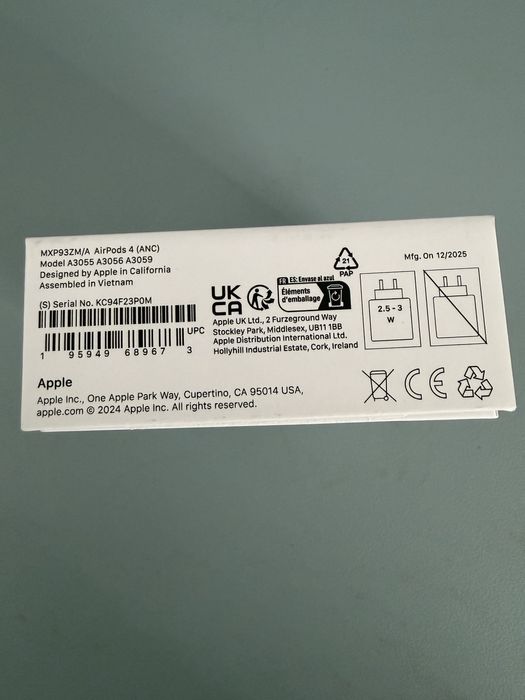 MXP93ZM/A AirPods 4 (ANC)
Model A3055 A3056 A3059
Designed by Apple in California
Assembled in Vietnam
(S) Serial No. KC94F23P0M
UPC
1 95949 68967 3
UK
CA
FR ES: Envase al azul
Éléments
d'emballage
21
PAP
Apple UK Ltd., 2 Furzeground Way
Stockley Park, Middlesex, UB11 1BB
Apple Distribution International Ltd.
Hollyhill Industrial Estate, Cork, Ireland
Mfg. On 12/2025
2.5 - 3
W
CE
Apple
Apple Inc., One Apple Park Way, Cupertino, CA 95014 USA,
apple.com © 2024 Apple Inc. All rights reserved.